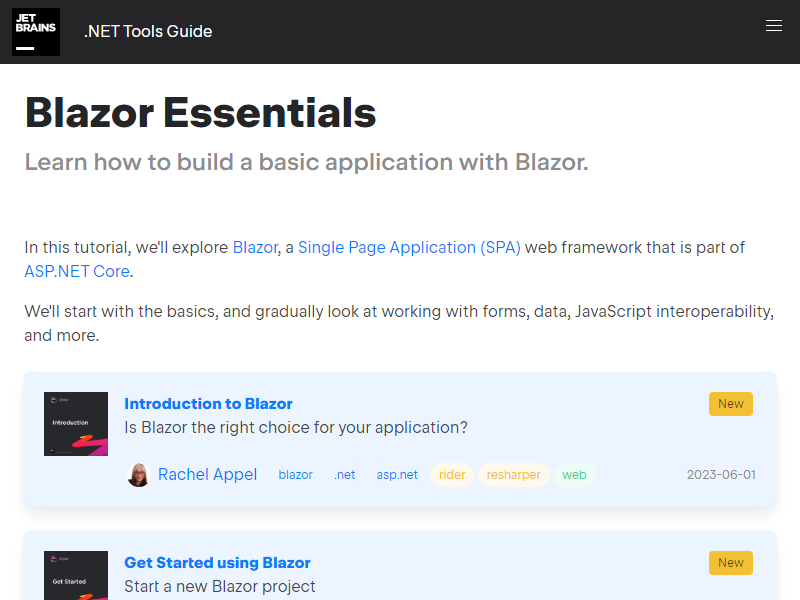 JET
BRAINS
.NET Tools Guide
Blazor Essentials
Learn how to build a basic application with Blazor.
In this tutorial, we'll explore Blazor, a Single Page Application (SPA) web framework that is part of
ASP.NET Core.
We'll start with the basics, and gradually look at working with forms, data, JavaScript interoperability,
and more.
Introduction
Introduction to Blazor
New
Is Blazor the right choice for your application?
Rachel Appel blazor .net asp.net rider resharper web 2023-06-01
Get Started
Get Started using Blazor
New
Start a new Blazor project